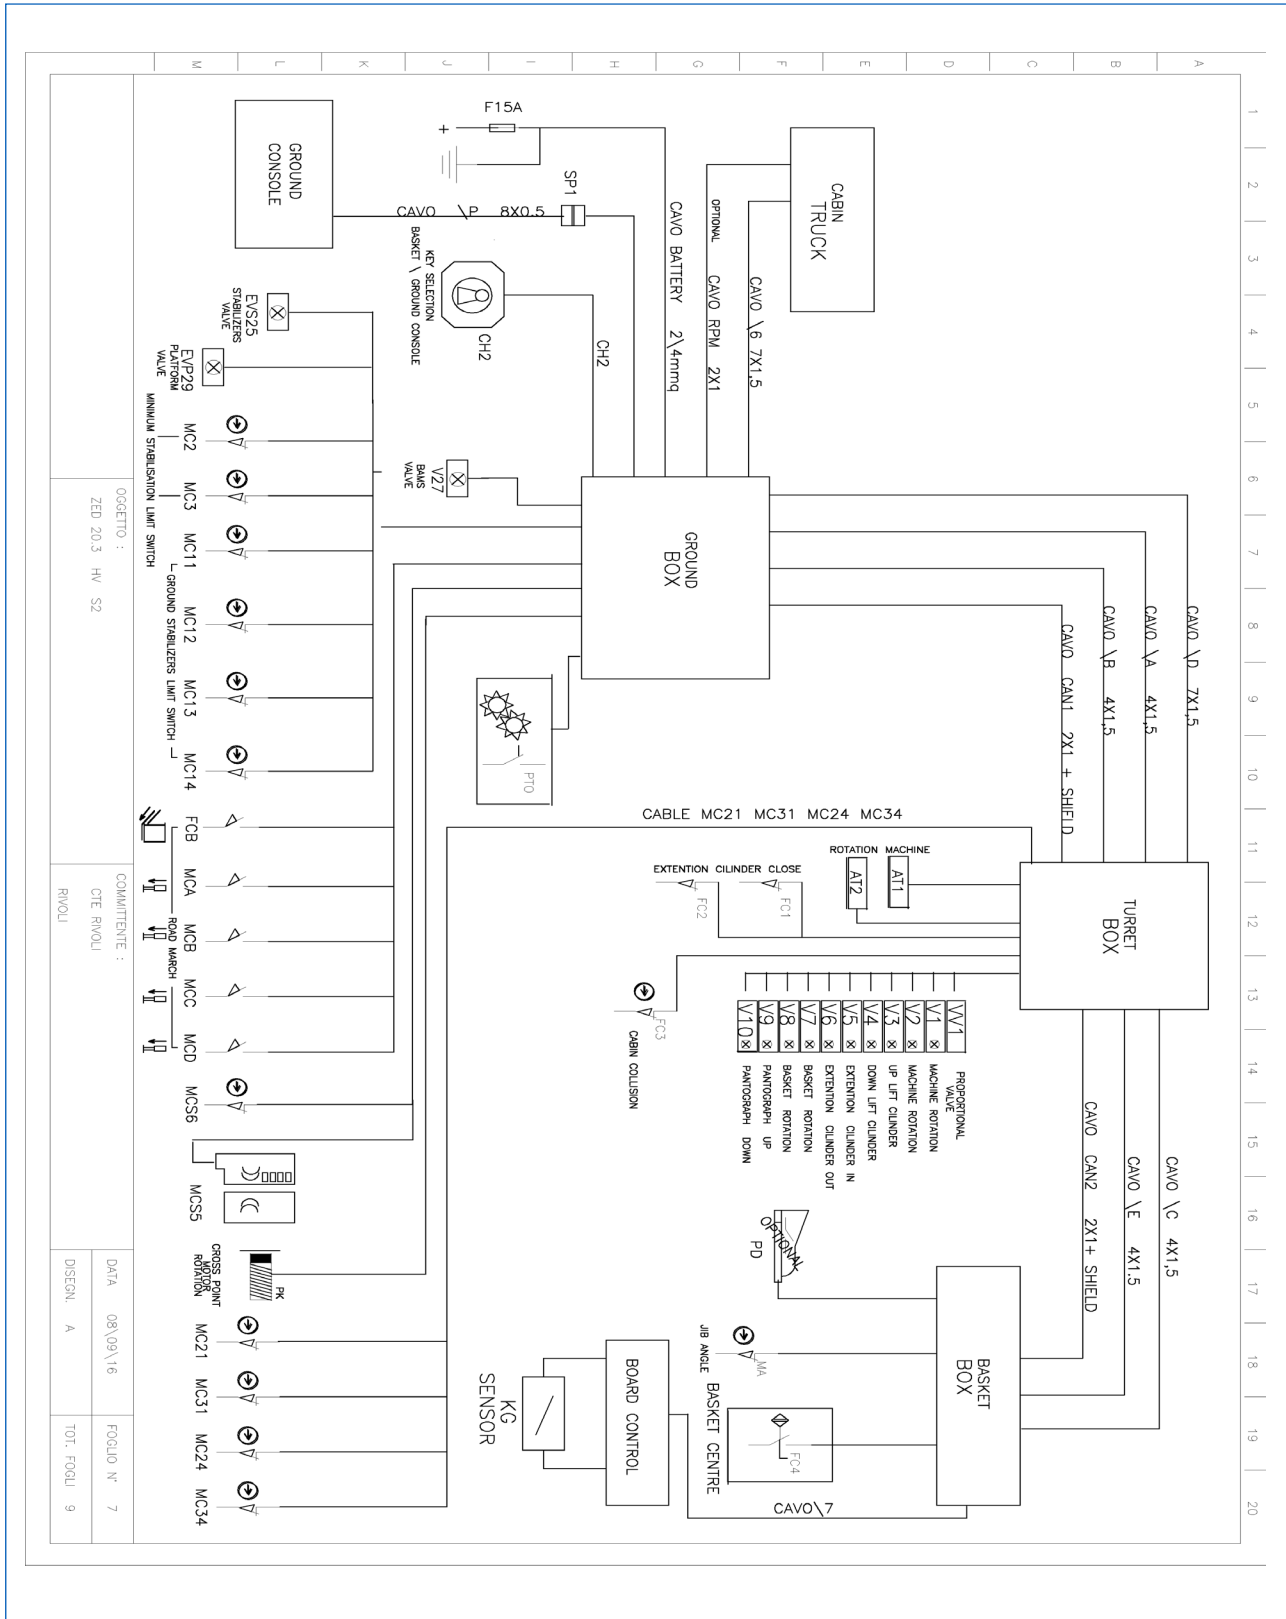 M L K J I H G F E D C B A
1
2
3
4
5
6
7
8
9
10
11
12
13
14
15
16
17
18
19
20
GROUND
CONSOLE
F15A
+
SP1
CAVO \P 8X0.5
KEY SELECTION
BASKET \ GROUND CONSOLE
CH2
CH2
CABIN
TRUCK
OPTIONAL CAVO RPM 2X1
CAVO BATTERY 2\4mmq
CAVO \6 7X1,5
EVS25
STABILIZERS
VALVE
EVP29
PLATFORM
VALVE
V27
BAMS
VALVE
GROUND
BOX
MC2
MC3
MINIMUM STABILISATION LIMIT SWITCH
MC11
MC12
MC13
MC14
GROUND STABILIZERS LIMIT SWITCH
PTO
CAVO \D 7X1,5
CAVO \A 4X1,5
CAVO \B 4X1,5
CAVO CAN1 2X1 + SHIELD
CABLE MC21 MC31 MC24 MC34
FCB
MCA
MCB
MCC
MCD
ROAD MARCH
MCS6
MCS5
ROTATION MACHINE
AT1
AT2
EXTENTION CILINDER CLOSE
FC1
FC2
FC3
CABIN COLLISION
TURRET
BOX
VV1 PROPORTIONAL
VALVE
V1 MACHINE ROTATION
V2 MACHINE ROTATION
V3 UP LIFT CILINDER
V4 DOWN LIFT CILINDER
V5 EXTENTION CILINDER IN
V6 EXTENTION CILINDER OUT
V7 BASKET ROTATION
V8 BASKET ROTATION
V9 PANTOGRAPH UP
V10 PANTOGRAPH DOWN
CAVO \C 4X1,5
CAVO \E 4X1.5
CAVO CAN2 2X1+ SHIELD
OPTIONAL
PD
PK
CROSS POINT
MOTOR
ROTATION
MC21
MC31
MC24
MC34
MA
JIB ANGLE
BASKET CENTRE
FC4
BASKET
BOX
BOARD CONTROL
KG
SENSOR
CAVO\7
OGGETTO :
ZED 20.3 HV S2
COMMITTENTE :
CTE RIVOLI
RIVOLI
DATA 08\09\16
DISEGN. A
FOGLIO N° 7
TOT. FOGLI 9